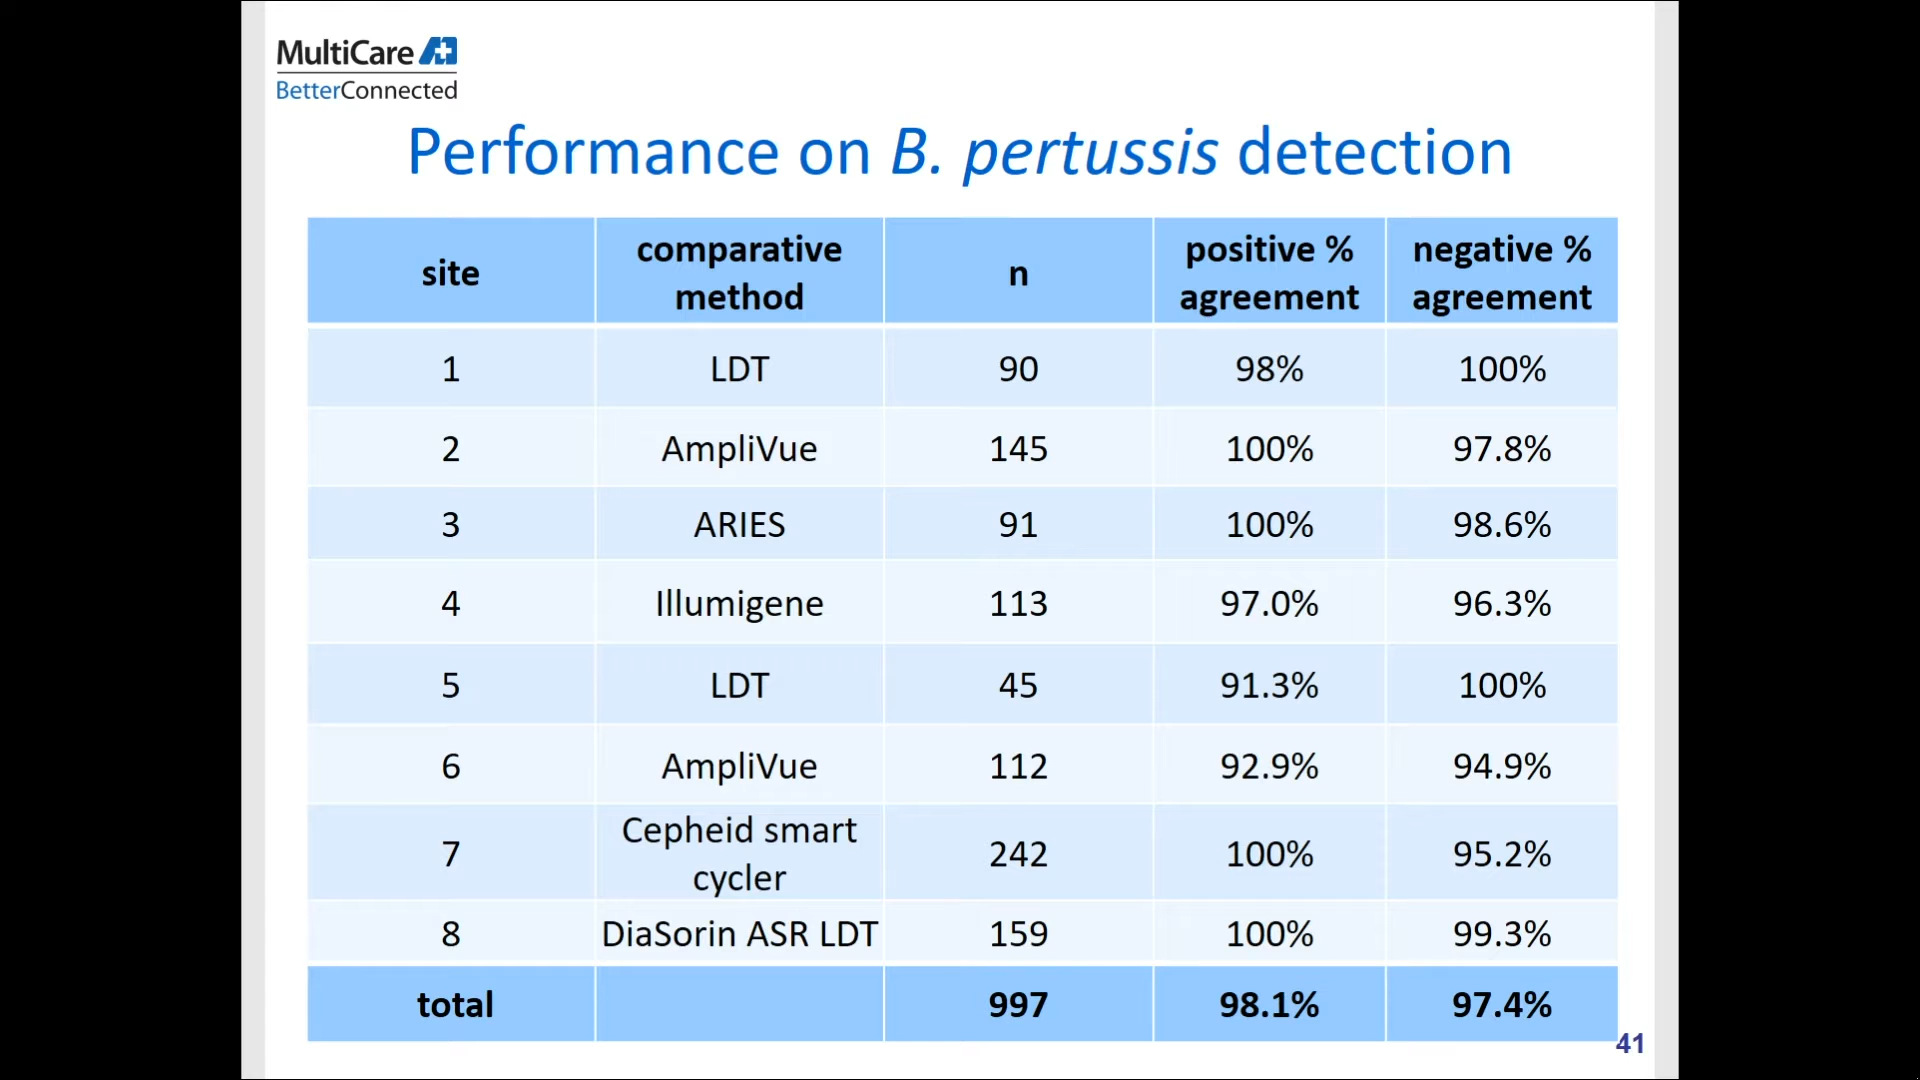 MultiCare
BetterConnected
Performance on B. pertussis detection
site comparative method n positive % agreement negative % agreement
1 LDT 90 98% 100%
2 AmpliVue 145 100% 97.8%
3 ARIES 91 100% 98.6%
4 Illumigene 113 97.0% 96.3%
5 LDT 45 91.3% 100%
6 AmpliVue 112 92.9% 94.9%
7 Cepheid smart cycler 242 100% 95.2%
8 DiaSorin ASR LDT 159 100% 99.3%
total 997 98.1% 97.4%
41